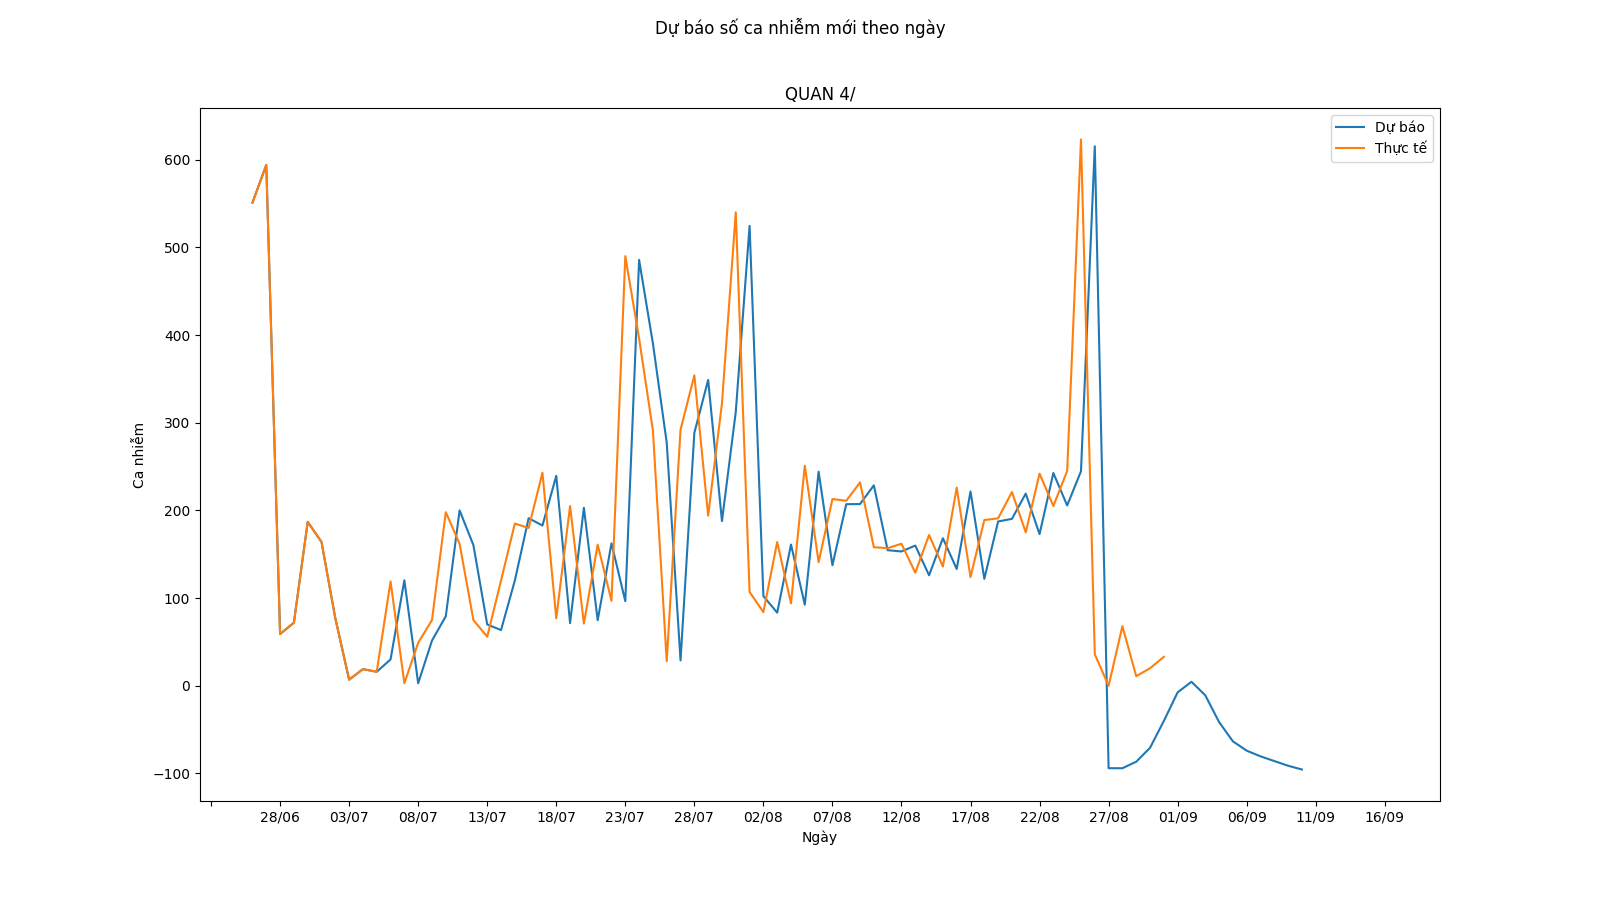 Dự báo số ca nhiễm mới theo ngày
QUAN 4/
Dự báo
Thực tế
600
500
400
300
200
100
0
−100
Ca nhiễm
28/06 03/07 08/07 13/07 18/07 23/07 28/07 02/08 07/08 12/08 17/08 22/08 27/08 01/09 06/09 11/09 16/09
Ngày